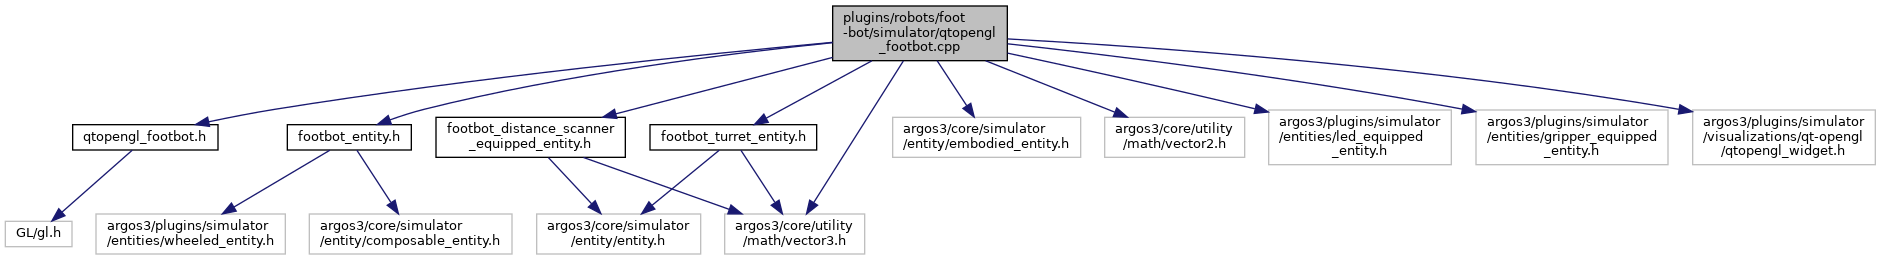 plugins/robots/foot
-bot/simulator/qtopengl
_footbot.cpp
qtopengl_footbot.h
footbot_entity.h
footbot_distance_scanner
_equipped_entity.h
footbot_turret_entity.h
argos3/core/simulator
/entity/embodied_entity.h
argos3/core/utility
/math/vector2.h
argos3/plugins/simulator
/entities/led_equipped
_entity.h
argos3/plugins/simulator
/entities/gripper_equipped
_entity.h
argos3/plugins/simulator
/visualizations/qt-opengl
/qtopengl_widget.h
GL/gl.h
argos3/plugins/simulator
/entities/wheeled_entity.h
argos3/core/simulator
/entity/composable_entity.h
argos3/core/simulator
/entity/entity.h
argos3/core/utility
/math/vector3.h